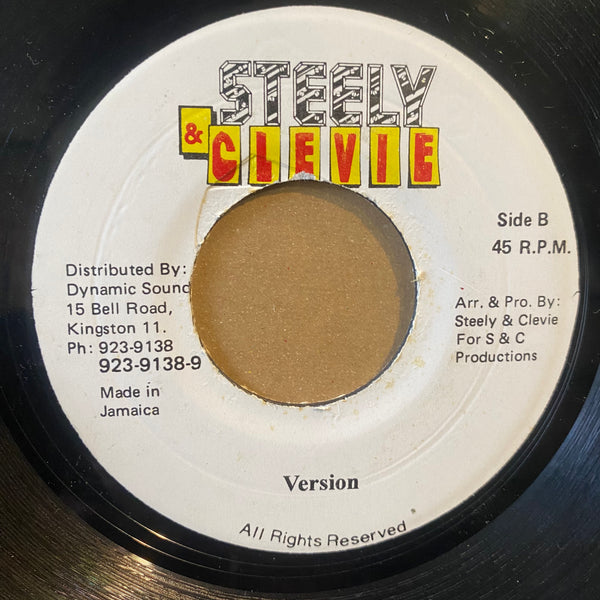 STEELY
& CLEVIE
Side B
45 R.P.M.
Distributed By:
Dynamic Sound
15 Bell Road,
Kingston 11.
Ph: 923-9138
923-9138-9
Made in
Jamaica
Arr. & Pro. By:
Steely & Clevie
For S & C
Productions
Version
All Rights Reserved